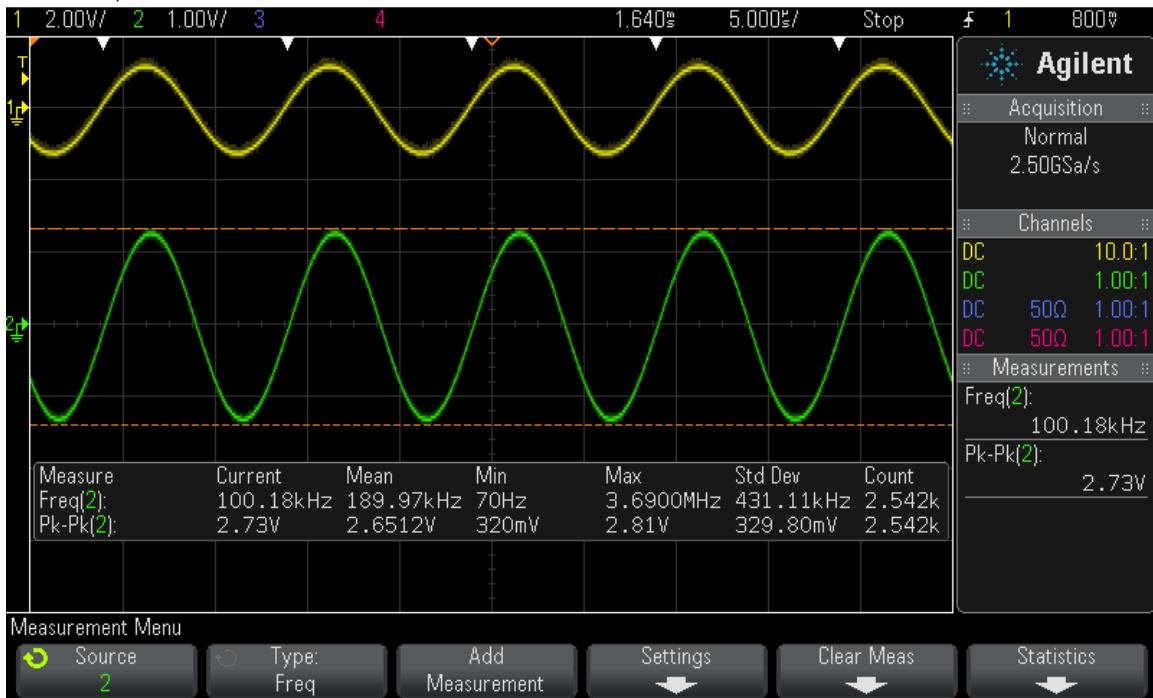 1 2.00V/ 2 1.00V/ 3 4 1.640s 5.000s/ Stop 1 800
Agilent
T
Acquisition
1
Normal
2.50GSa/s
Channels
DC 10.0:1
DC 1.00:1
2
DC 50Ω 1.00:1
DC 50Ω 1.00:1
Measurements
Freq(2):
100.18kHz
Pk-Pk(2):
2.73V
Measure Current Mean Min Max Std Dev Count
Freq(2): 100.18kHz 189.97kHz 70Hz 3.6900MHz 431.11kHz 2.542k
Pk-Pk(2): 2.73V 2.6512V 320mV 2.81V 329.80mV 2.542k
Measurement Menu
Source
2
Type:
Freq
Add
Measurement
Settings
Clear Meas
Statistics